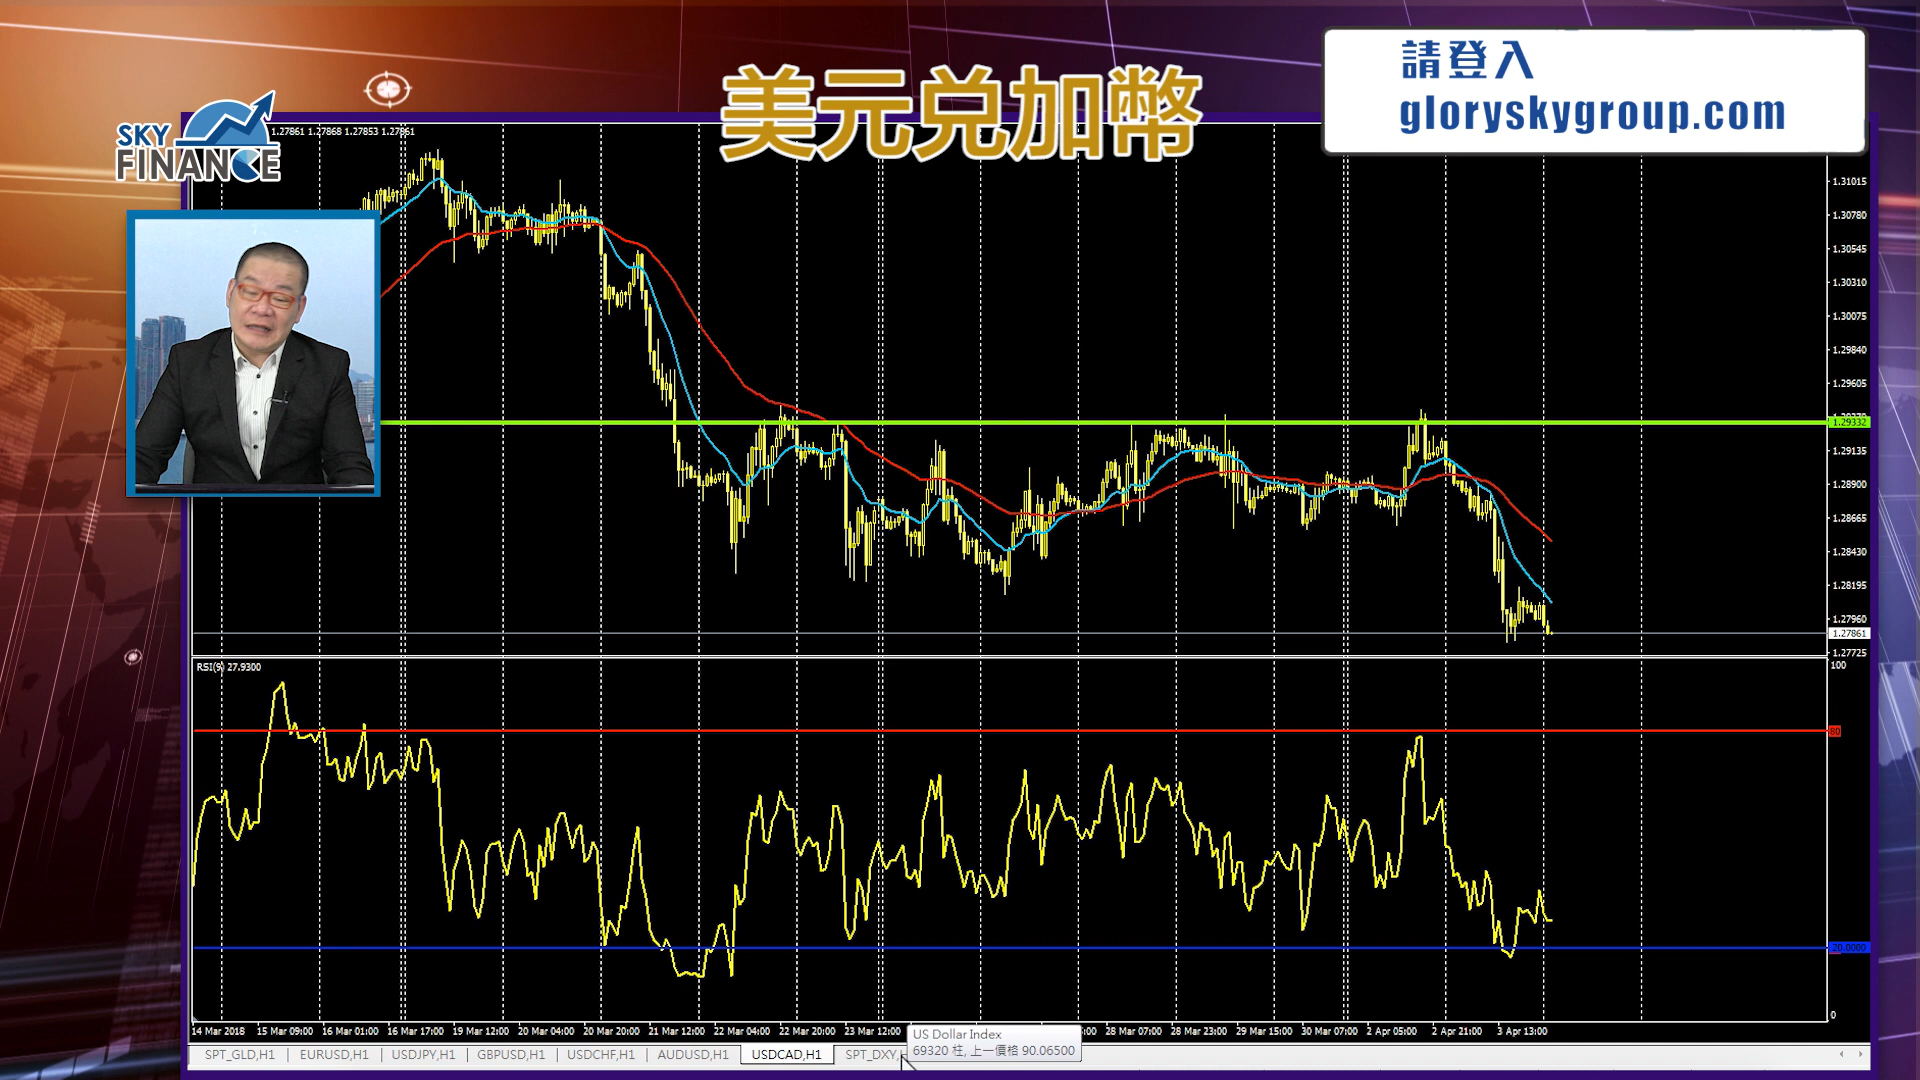 美元兑加幣
請登入
gloryskygroup.com
SKY
FINANCE
1.27861 1.27868 1.27853 1.27861
1.31015
1.30780
1.30545
1.30310
1.30075
1.29840
1.29605
1.29332
1.29135
1.28900
1.28665
1.28430
1.28195
1.27960
1.27861
1.27725
RSI(9) 27.9300
100
80
20.0000
0
14 Mar 2018 15 Mar 09:00 16 Mar 01:00 16 Mar 17:00 19 Mar 12:00 20 Mar 04:00 20 Mar 20:00 21 Mar 12:00 22 Mar 04:00 22 Mar 20:00 23 Mar 12:00 28 Mar 07:00 28 Mar 23:00 29 Mar 15:00 30 Mar 07:00 2 Apr 05:00 2 Apr 21:00 3 Apr 13:00
US Dollar Index
69320 柱, 上一價格 90.06500
SPT_GLD,H1 EURUSD,H1 USDJPY,H1 GBPUSD,H1 USDCHF,H1 AUDUSD,H1 USDCAD,H1 SPT_DXY,